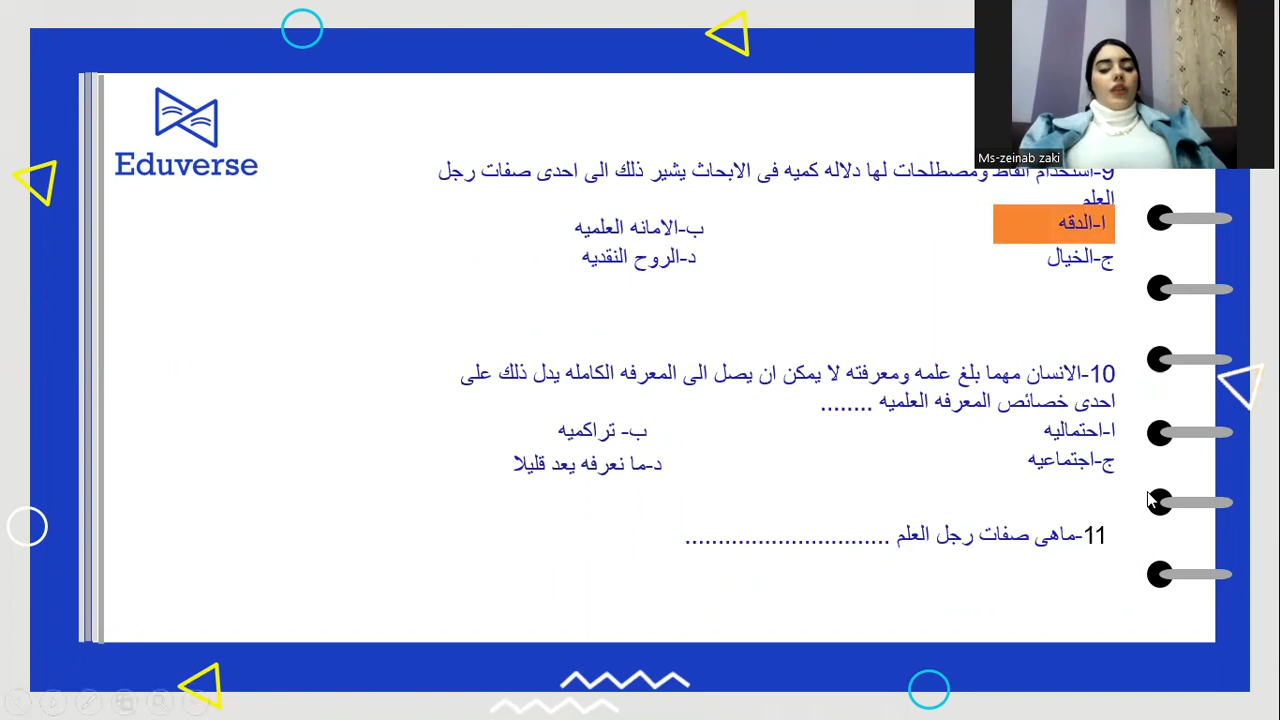 Eduverse
Ms-zeinab zaki
9-استخدام الفاظ ومصطلحات لها دلاله كميه فى الابحاث يشير ذلك الى احدى صفات رجل
العلم
ا-الدقه
ب-الامانه العلميه
ج-الخيال
د-الروح النقديه
10-الانسان مهما بلغ علمه ومعرفته لا يمكن ان يصل الى المعرفه الكامله يدل ذلك على
احدى خصائص المعرفه العلميه ........
ا-احتماليه
ب- تراكميه
ج-اجتماعيه
د-ما نعرفه يعد قليلا
11-ماهى صفات رجل العلم ...............................